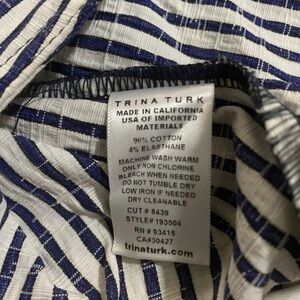 TRINA TURK
MADE IN CALIFORNIA
USA OF IMPORTED
MATERIALS
96% COTTON
4% ELASTHANE
MACHINE WASH WARM
ONLY NON CHLORINE
BLEACH WHEN NEEDED
DO NOT TUMBLE DRY
LOW IRON IF NEEDED
DRY CLEANABLE
CUT # 8439
STYLE# 193504
RN # 93415
CA#30427
trinaturk.com